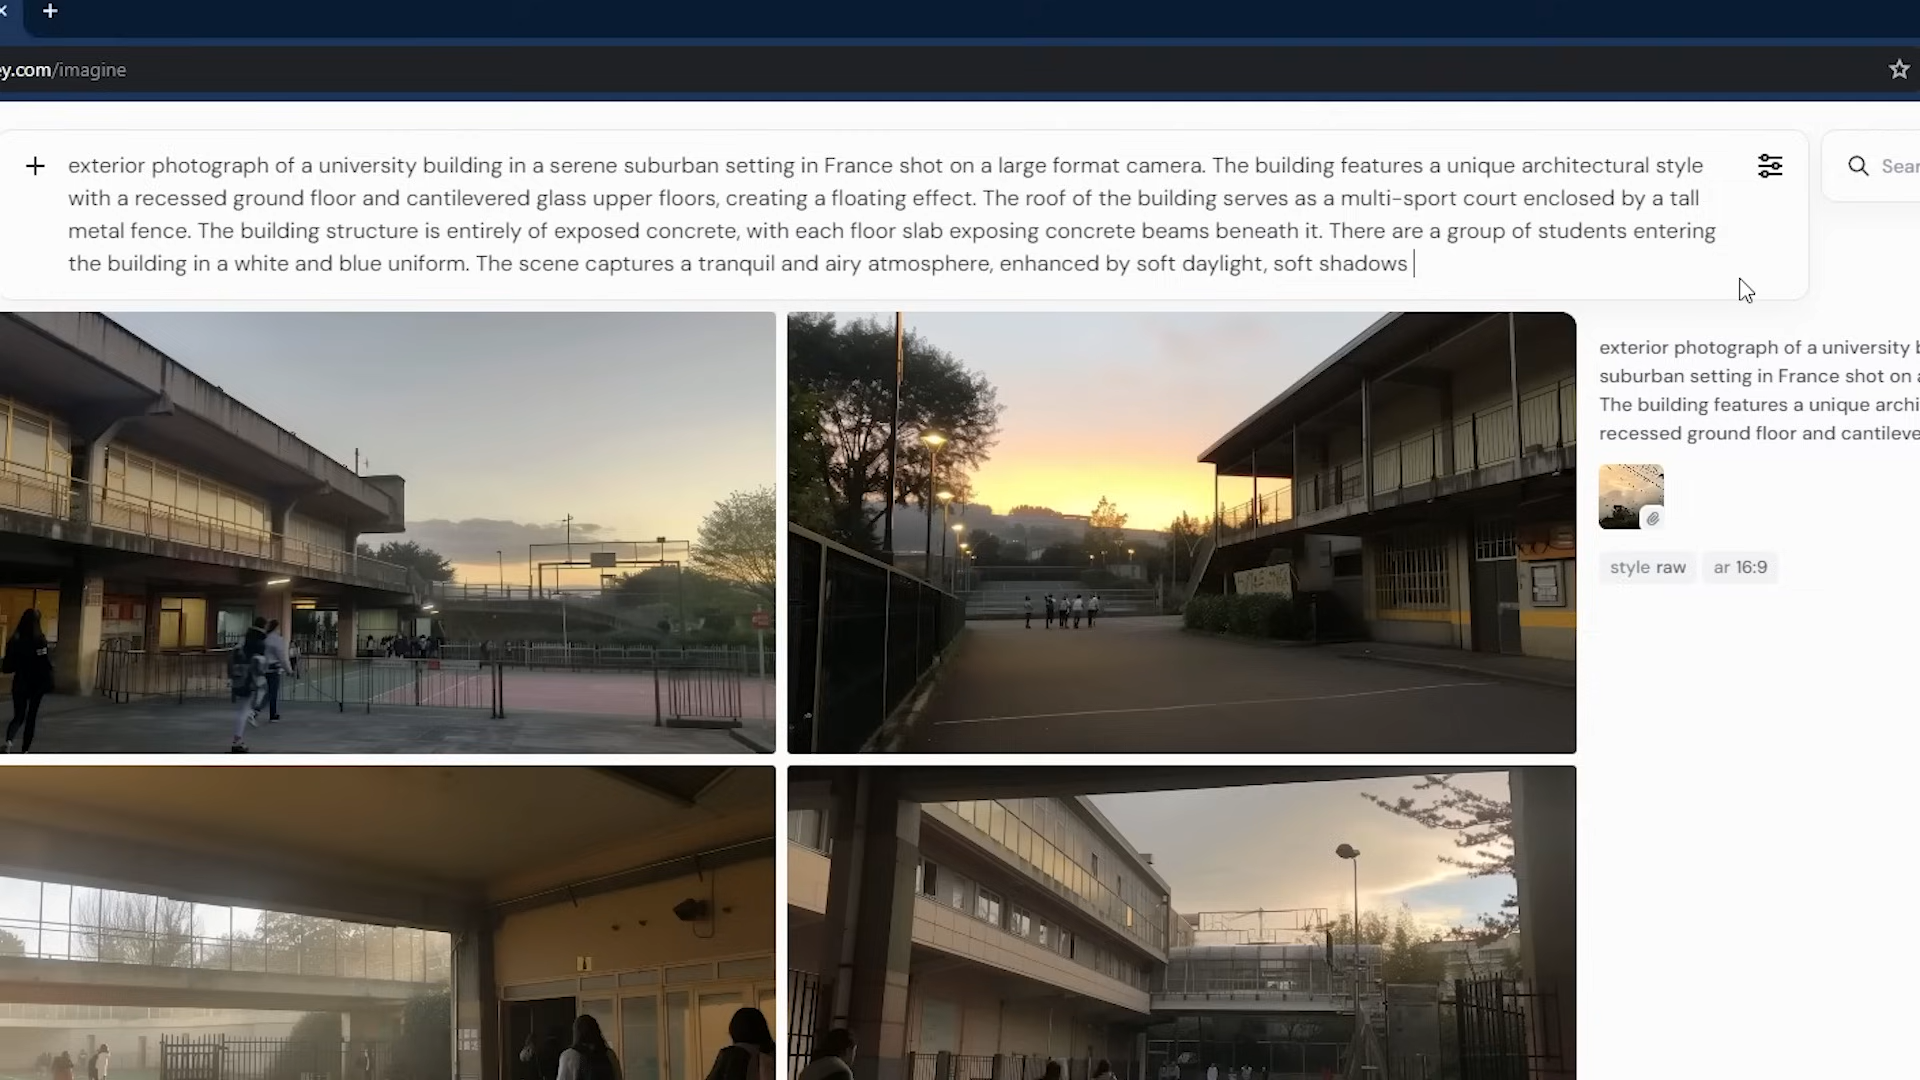 ey.com/imagine
exterior photograph of a university building in a serene suburban setting in France shot on a large format camera. The building features a unique architectural style
with a recessed ground floor and cantilevered glass upper floors, creating a floating effect. The roof of the building serves as a multi-sport court enclosed by a tall
metal fence. The building structure is entirely of exposed concrete, with each floor slab exposing concrete beams beneath it. There are a group of students entering
the building in a white and blue uniform. The scene captures a tranquil and airy atmosphere, enhanced by soft daylight, soft shadows
Sear
exterior photograph of a university b
suburban setting in France shot on a
The building features a unique archi
recessed ground floor and cantileve
style raw ar 16:9